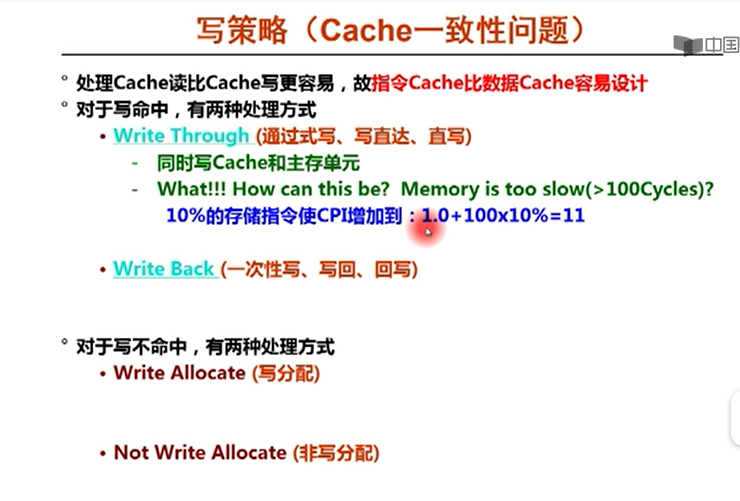 写策略（Cache一致性问题）
中国
° 处理Cache读比Cache写更容易，故指令Cache比数据Cache容易设计
° 对于写命中，有两种处理方式
• Write Through (通过式写、写直达、直写)
- 同时写Cache和主存单元
- What!!! How can this be? Memory is too slow(>100Cycles)?
10%的存储指令使CPI增加到：1.0+100x10%=11
• Write Back (一次性写、写回、回写)
° 对于写不命中，有两种处理方式
• Write Allocate (写分配)
• Not Write Allocate (非写分配)